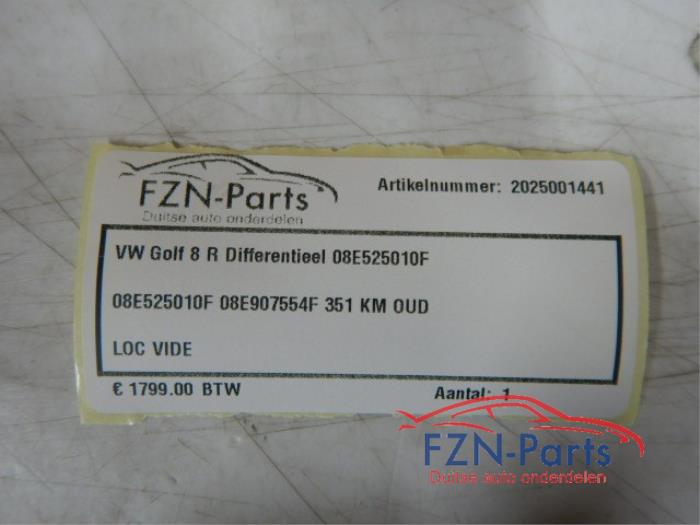 FZN-Parts
Duitse auto onderdelen
Artikelnummer: 2025001441
VW Golf 8 R Differentieel 08E525010F
08E525010F 08E907554F 351 KM OUD
LOC VIDE
€ 1799.00 BTW
Aantal: 1
FZN-Parts
Duitse auto onderdelen